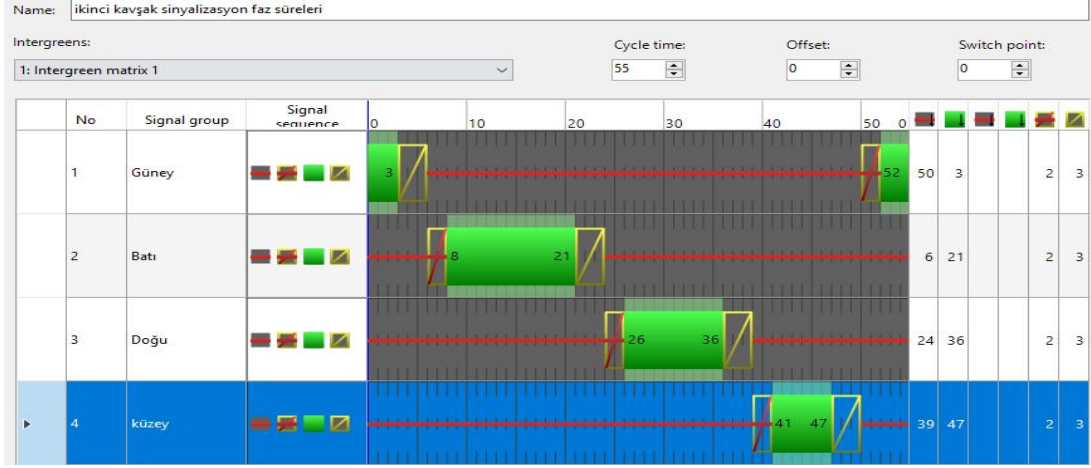 Name: ikinci kavşak sinyalizasyon faz süreleri
Intergreens: Cycle time: Offset: Switch point:
1: Intergreen matrix 1 55 0 0
No Signal group Signal sequence 0 10 20 30 40 50 0
1 Güney 3 52 50 3 2 3
2 Batı 8 21 6 21 2 3
3 Doğu 26 36 24 36 2 3
4 küzey 41 47 39 47 2 3